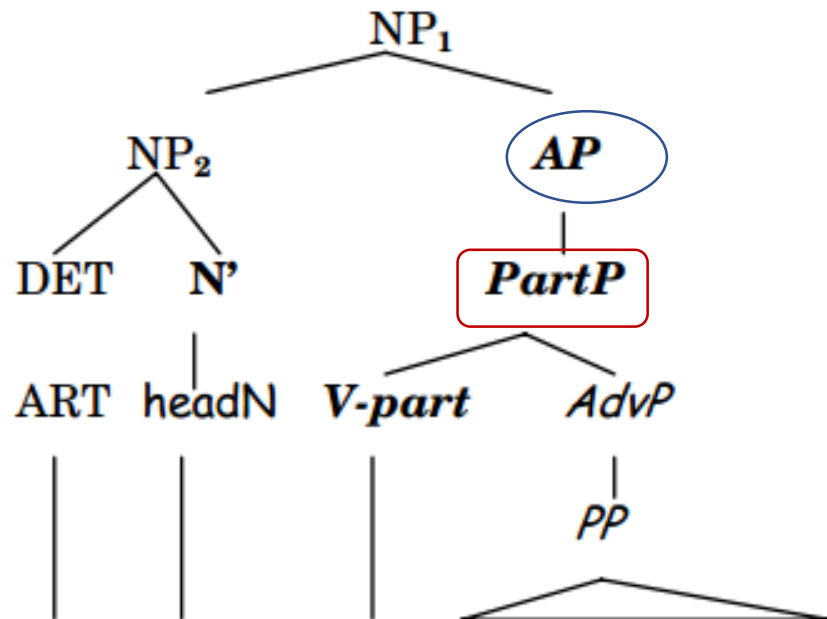 NP₁
NP₂ AP
DET N’ PartP
ART headN V-part AdvP
PP